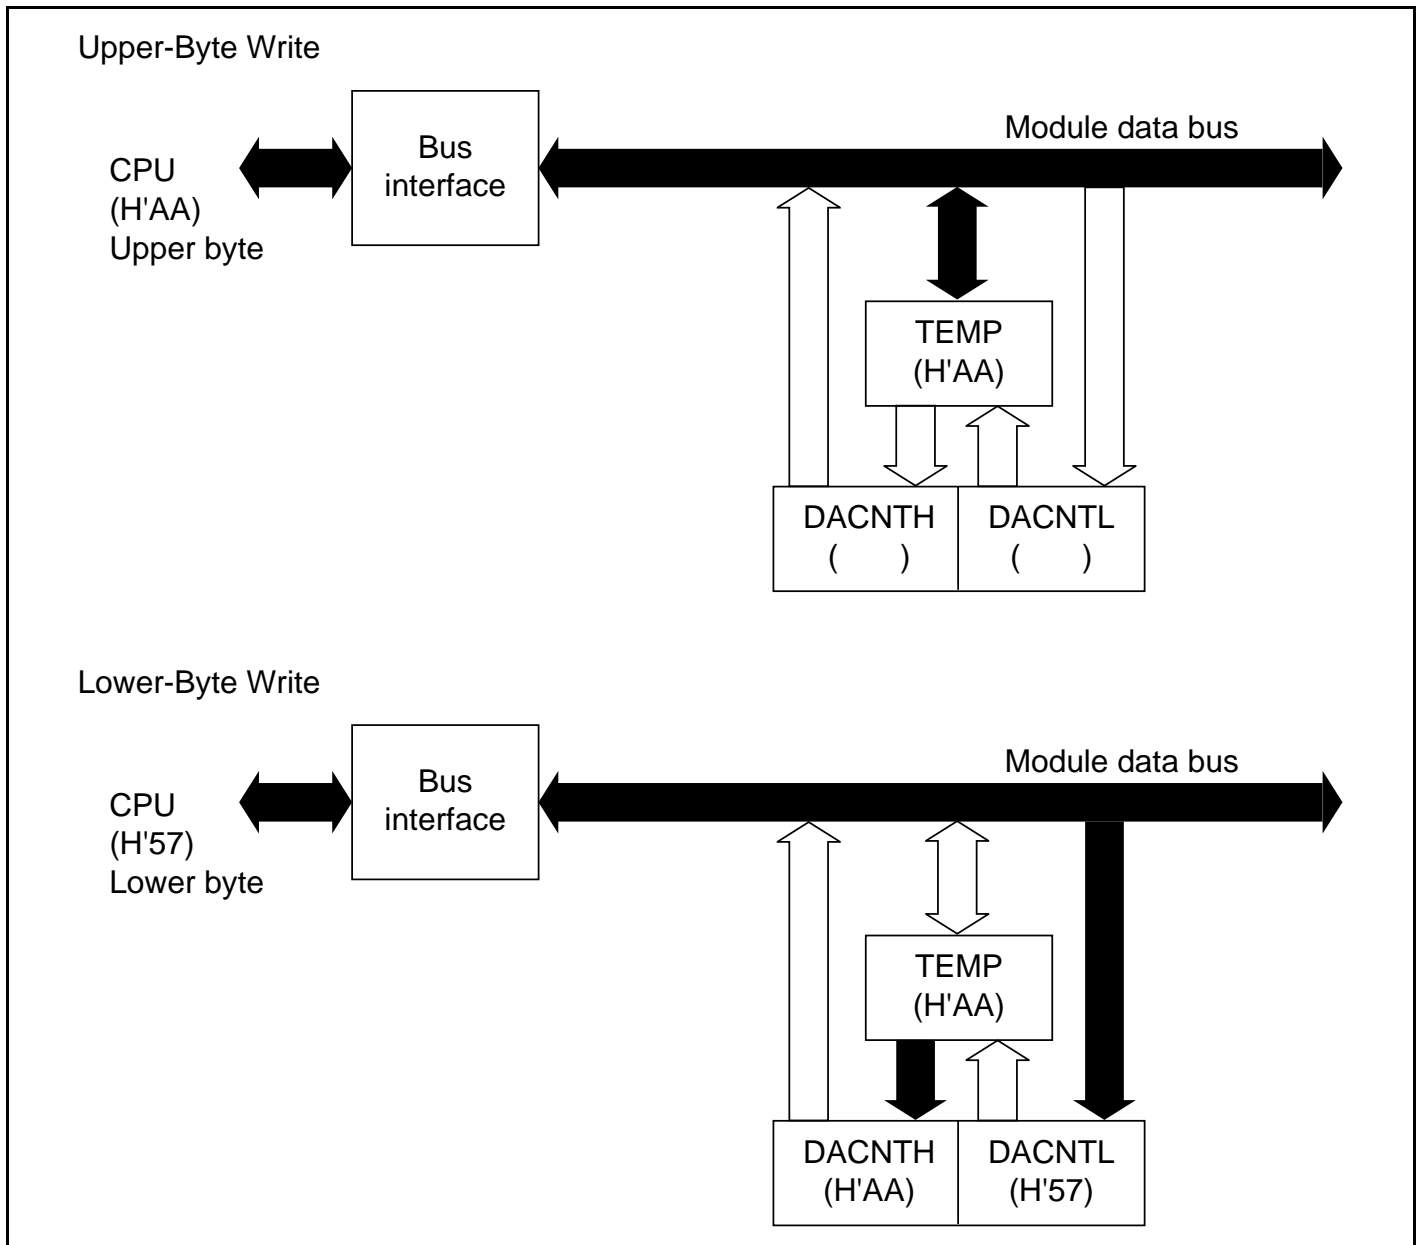 Upper-Byte Write
Module data bus
Bus
interface
CPU
(H'AA)
Upper byte
TEMP
(H'AA)
DACNTH
(    )
DACNTL
(    )
Lower-Byte Write
Module data bus
Bus
interface
CPU
(H'57)
Lower byte
TEMP
(H'AA)
DACNTH
(H'AA)
DACNTL
(H'57)